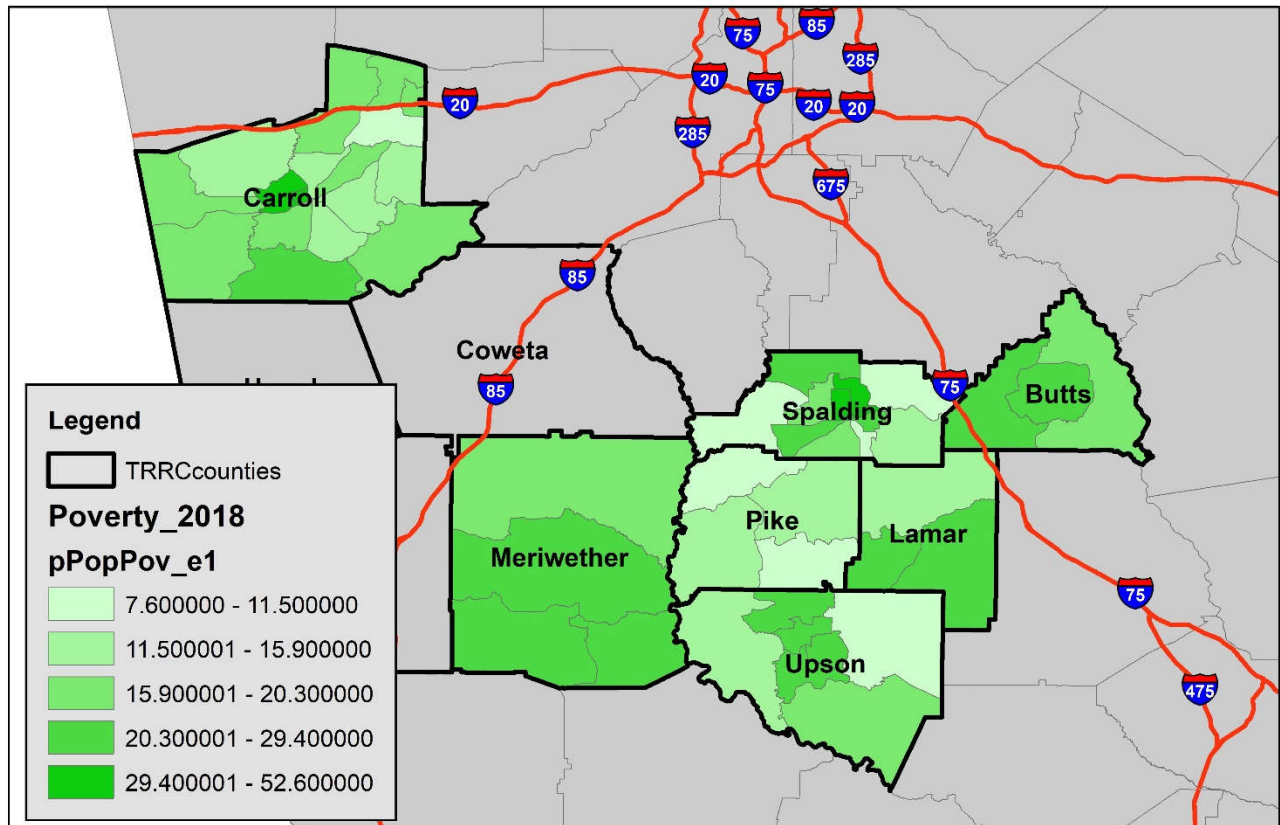 75
85
285
20
20
75
20
20
285
675
Carroll
85
Coweta
85
75
Butts
Spalding
Pike
Lamar
Meriwether
Upson
75
475
Legend
TRRCcounties
Poverty_2018
pPopPov_e1
7.600000 - 11.500000
11.500001 - 15.900000
15.900001 - 20.300000
20.300001 - 29.400000
29.400001 - 52.600000